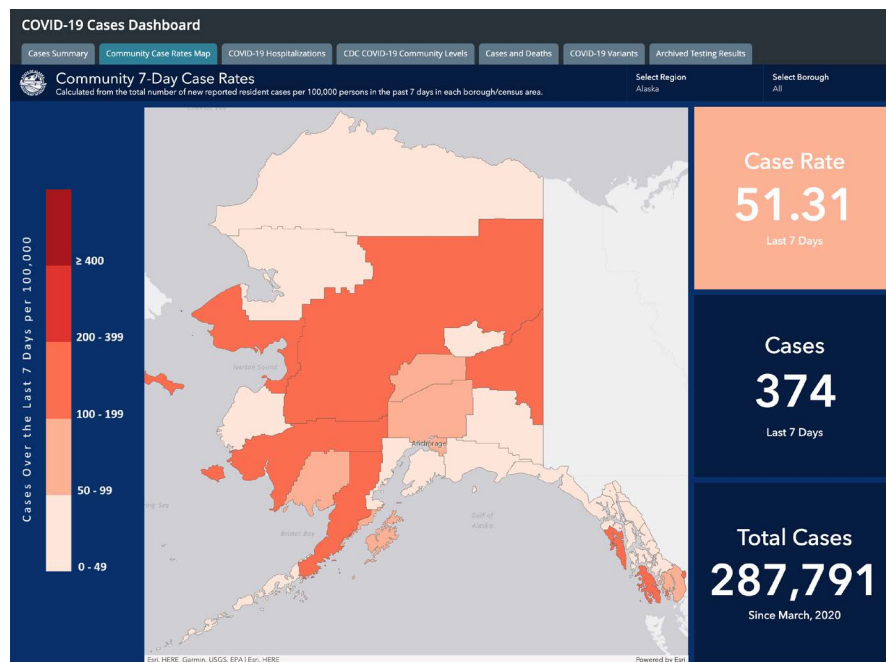 COVID-19 Cases Dashboard
Cases Summary
Community Case Rates Map
COVID-19 Hospitalizations
CDC COVID-19 Community Levels
Cases and Deaths
COVID-19 Variants
Archived Testing Results
Community 7-Day Case Rates
Calculated from the total number of new reported resident cases per 100,000 persons in the past 7 days in each borough/census area.
Select Region
Alaska
Select Borough
All
Cases Over the Last 7 Days per 100,000
≥ 400
200 - 399
100 - 199
50 - 99
0 - 49
Norton Sound
Anchorage
Bristol Bay
Gulf of
Alaska
Esri, HERE, Garmin, USGS, EPA | Esri, HERE
Powered by Esri
Case Rate
51.31
Last 7 Days
Cases
374
Last 7 Days
Total Cases
287,791
Since March, 2020